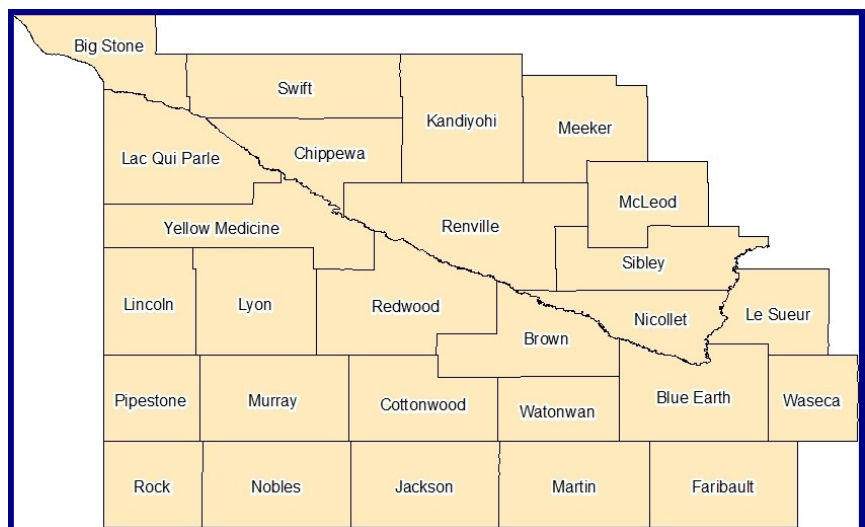 Big Stone
Swift
Kandiyohi
Meeker
Lac Qui Parle
Chippewa
McLeod
Yellow Medicine
Renville
Sibley
Lincoln
Lyon
Redwood
Brown
Nicollet
Le Sueur
Pipestone
Murray
Cottonwood
Watonwan
Blue Earth
Waseca
Rock
Nobles
Jackson
Martin
Faribault